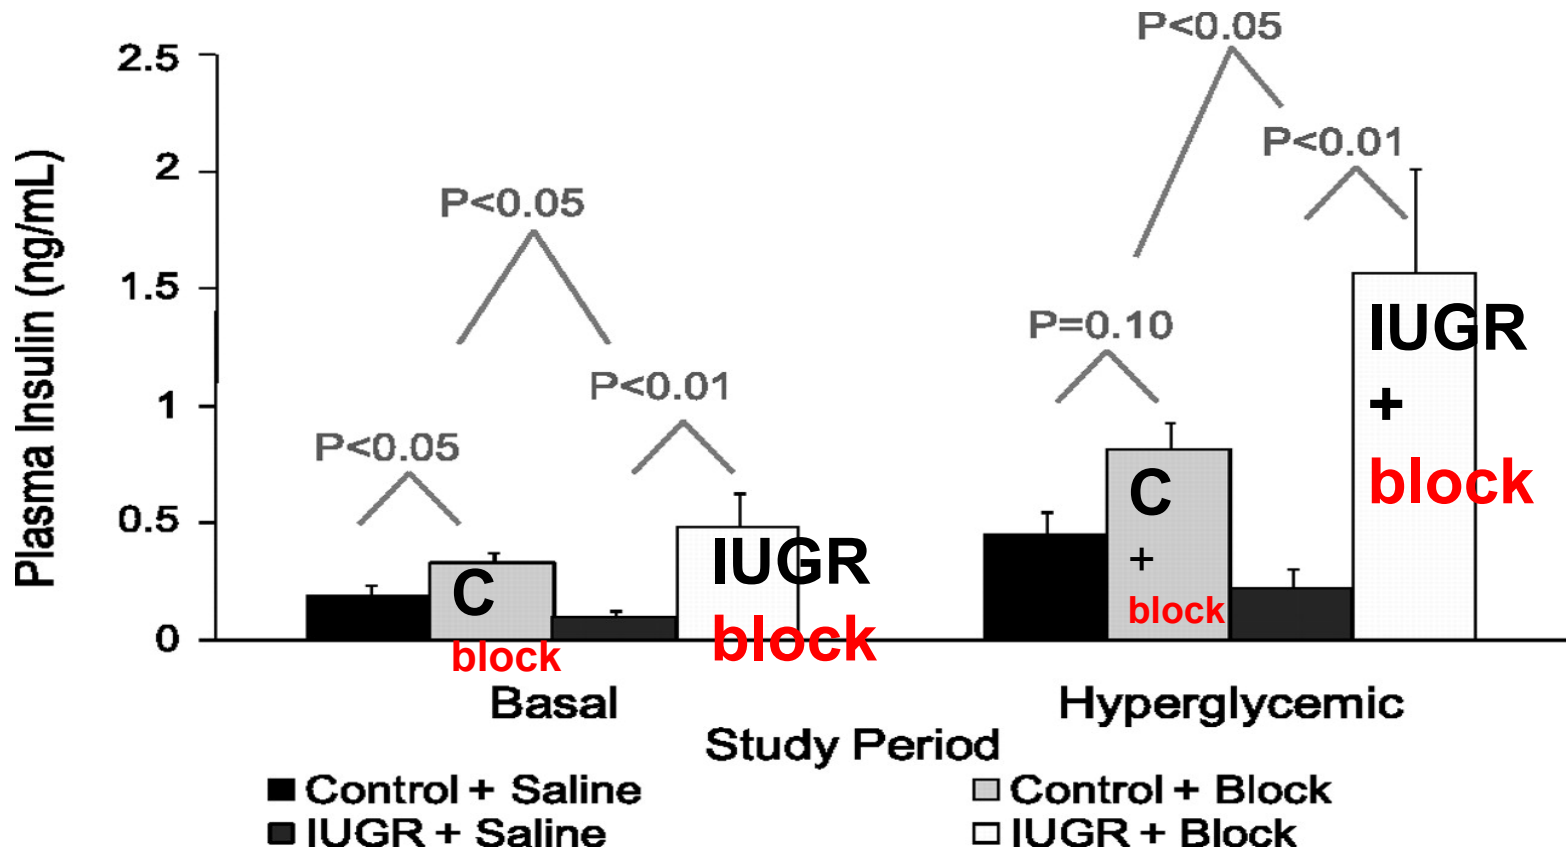 P<0.05
2.5
P<0.01
2
P<0.05
1.5
P=0.10
P<0.01
1
P<0.05
0.5
0
Plasma Insulin (ng/mL)
C
block
IUGR
block
C
+
block
IUGR
+
block
Basal
Hyperglycemic
Study Period
Control + Saline
Control + Block
IUGR + Saline
IUGR + Block